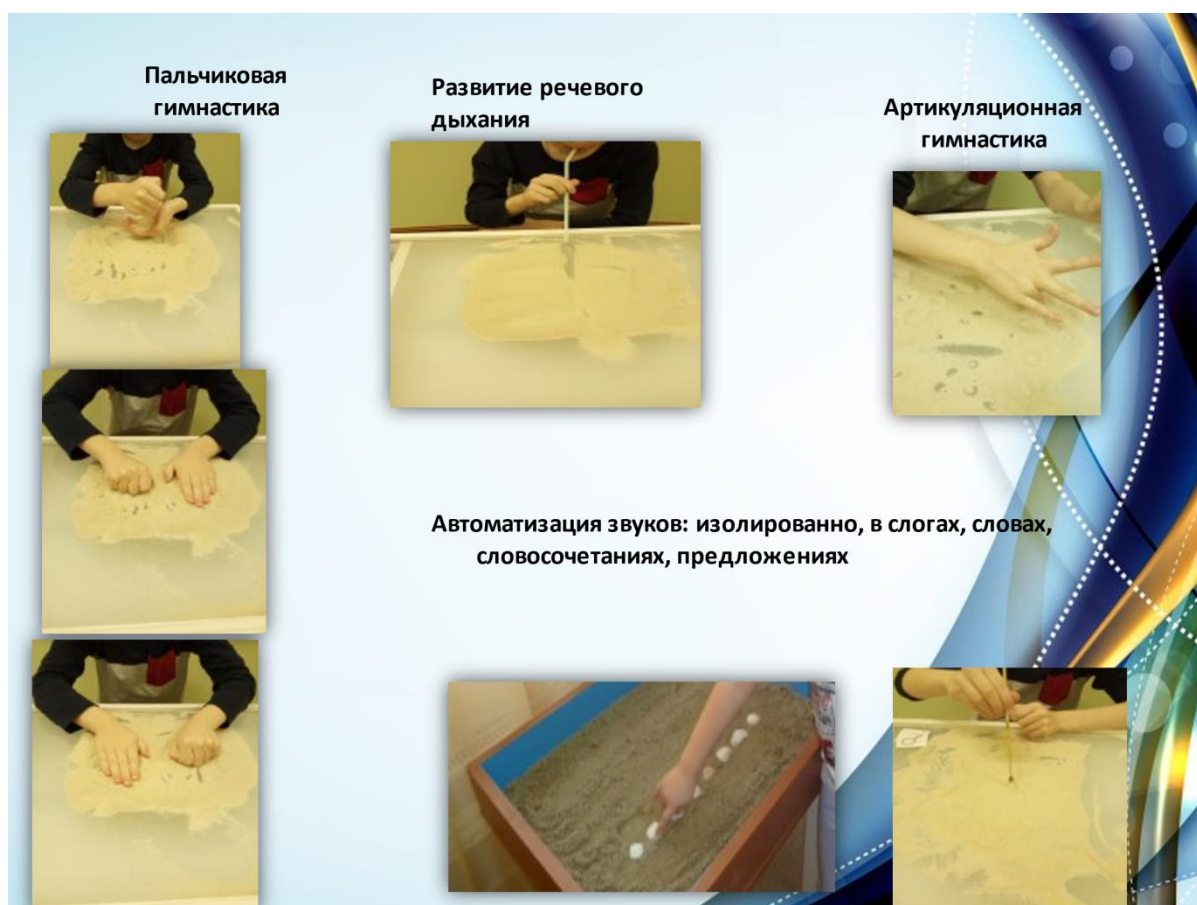 Пальчиковая
гимнастика
Развитие речевого
дыхания
Артикуляционная
гимнастика
Автоматизация звуков: изолированно, в слогах, словах,
словосочетаниях, предложениях